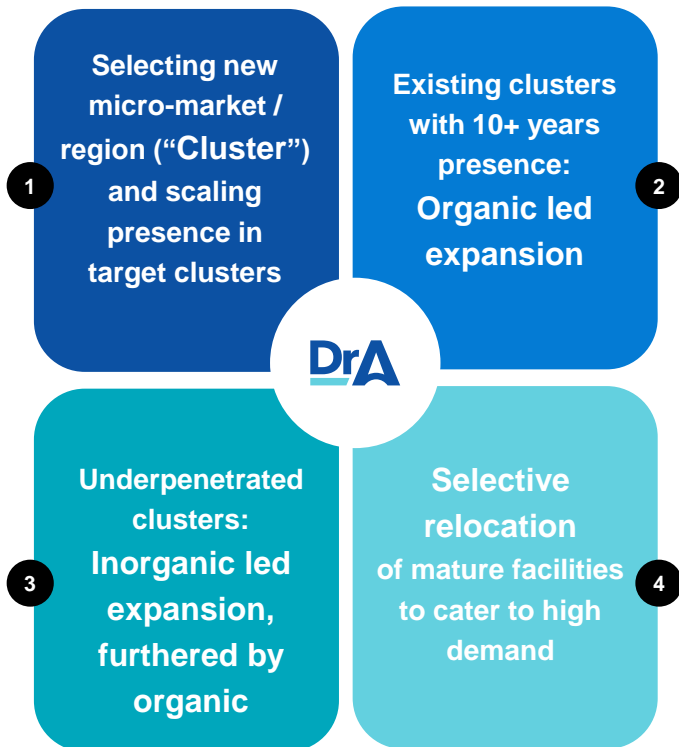 Selecting new
micro-market /
region (“Cluster”)
and scaling
presence in
target clusters
1
Existing clusters
with 10+ years
presence:
Organic led
expansion
2
DrA
Underpenetrated
clusters:
Inorganic led
expansion,
furthered by
organic
3
Selective
relocation
of mature facilities
to cater to high
demand
4